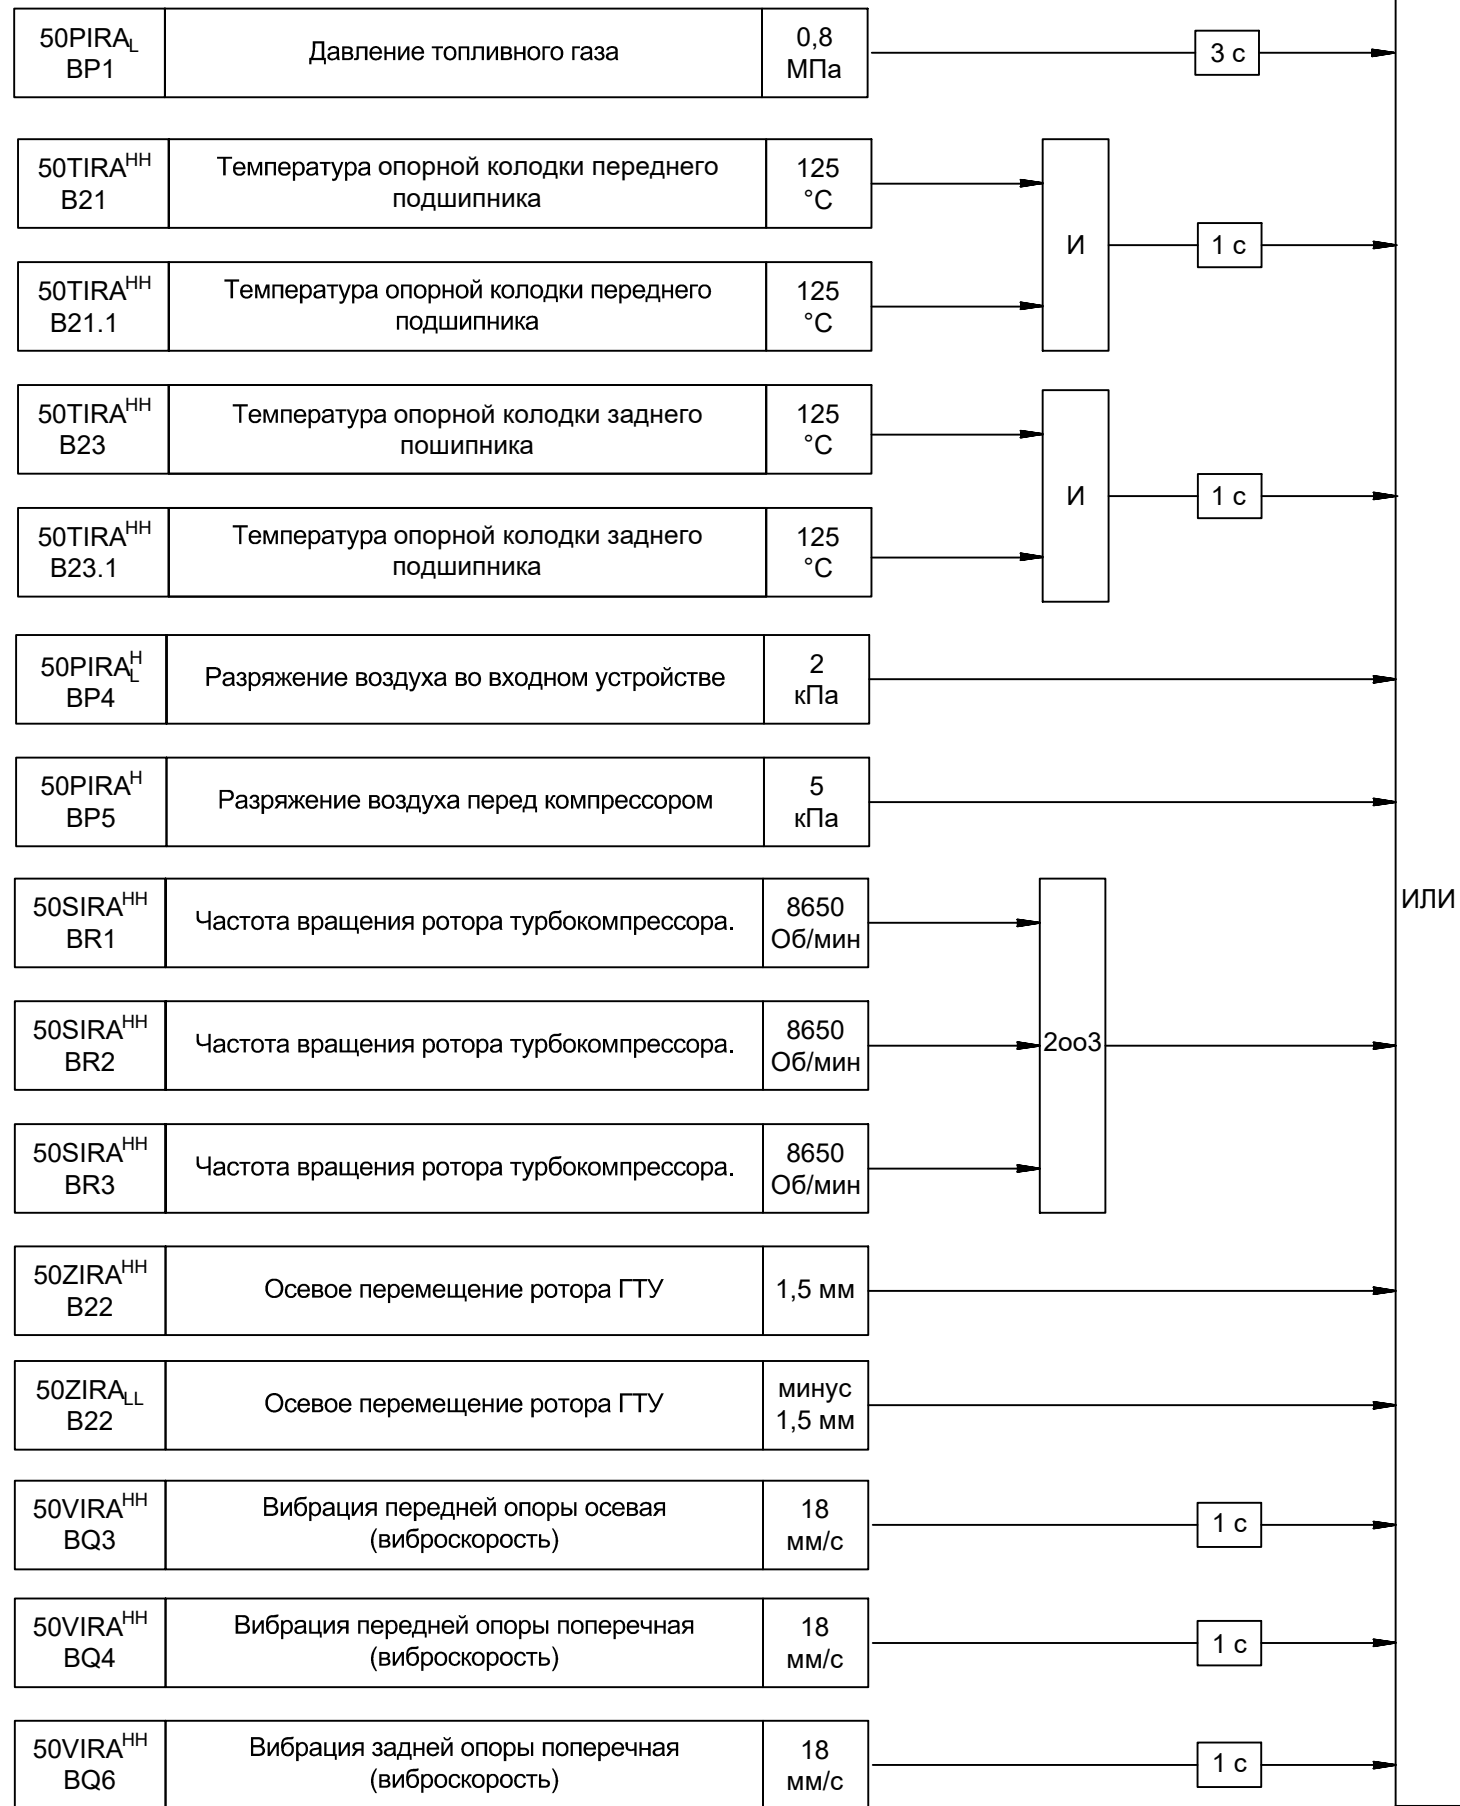 50PIRAL
BP1
Давление топливного газа
0,8
МПа
3 с
50TIRAHH
B21
Температура опорной колодки переднего
подшипника
125
°C
И
1 с
50TIRAHH
B21.1
Температура опорной колодки переднего
подшипника
125
°C
50TIRAHH
B23
Температура опорной колодки заднего
пошипника
125
°C
И
1 с
50TIRAHH
B23.1
Температура опорной колодки заднего
подшипника
125
°C
50PIRAHL
BP4
Разряжение воздуха во входном устройстве
2
кПа
50PIRAH
BP5
Разряжение воздуха перед компрессором
5
кПа
ИЛИ
50SIRAHH
BR1
Частота вращения ротора турбокомпрессора.
8650
Об/мин
50SIRAHH
BR2
Частота вращения ротора турбокомпрессора.
8650
Об/мин
2oo3
50SIRAHH
BR3
Частота вращения ротора турбокомпрессора.
8650
Об/мин
50ZIRAHH
B22
Осевое перемещение ротора ГТУ
1,5 мм
50ZIRALL
B22
Осевое перемещение ротора ГТУ
минус
1,5 мм
50VIRAHH
BQ3
Вибрация передней опоры осевая
(виброскорость)
18
мм/с
1 с
50VIRAHH
BQ4
Вибрация передней опоры поперечная
(виброскорость)
18
мм/с
1 с
50VIRAHH
BQ6
Вибрация задней опоры поперечная
(виброскорость)
18
мм/с
1 с